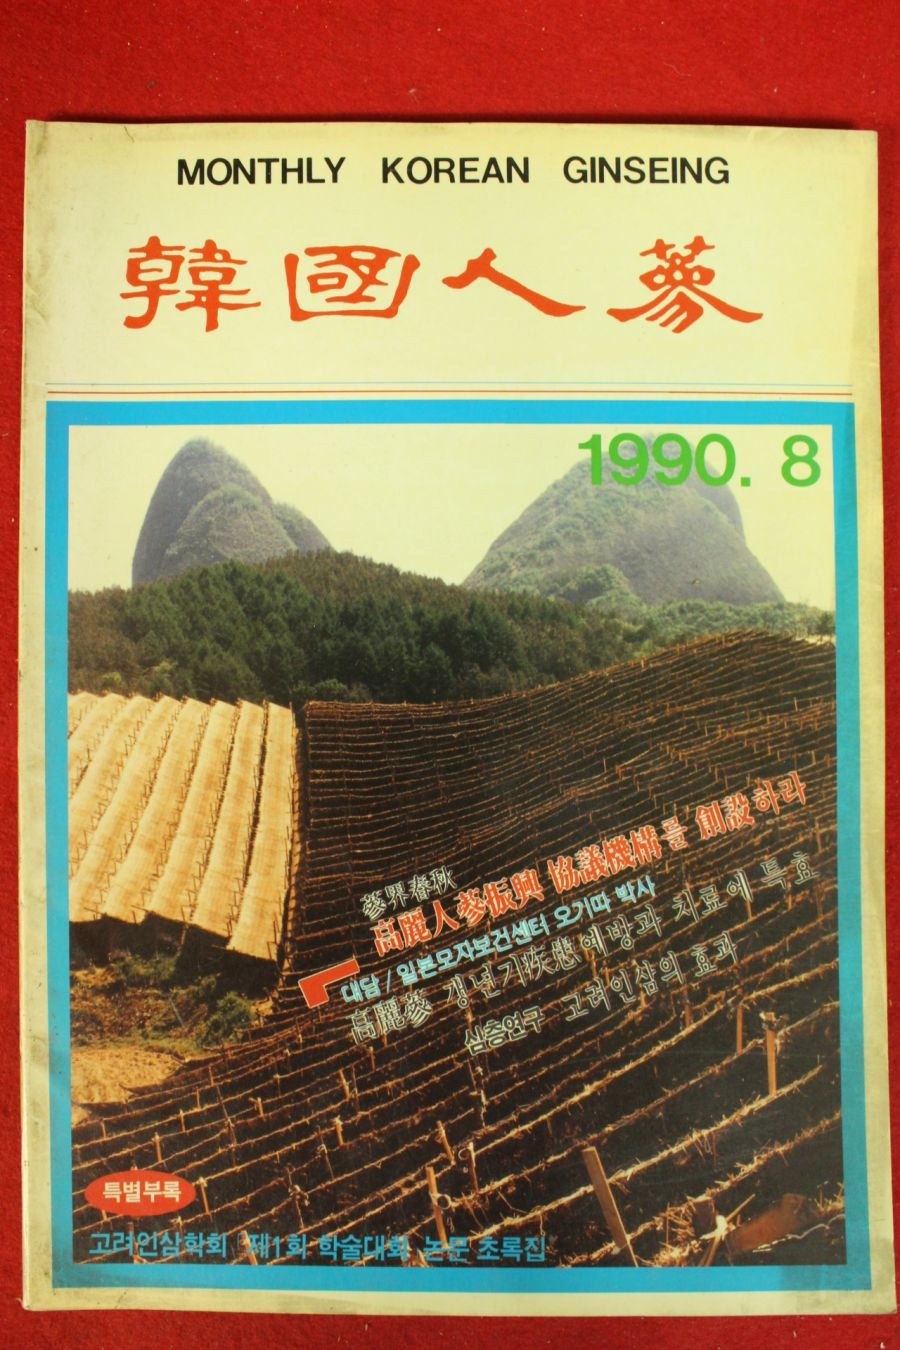 MONTHLY KOREAN GINSEING
韓國人蔘
1990. 8
蔘界春秋
高麗人蔘振興 協議機構를 創設하라
대담/일본모자보건센터 오기따 박사
高麗蔘 갱년기疾患예방과 치료에 특효
심층연구 고려인삼의 효과
특별부록
고려인삼학회 제1회 학술대회 논문 초록집